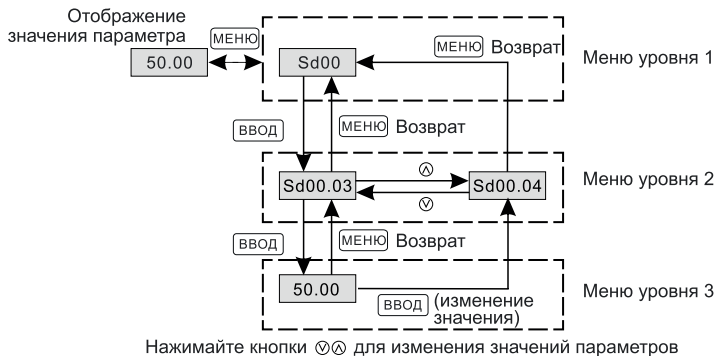 Отображение
значения параметра
МЕНЮ
50.00
Sd00
МЕНЮ Возврат
Меню уровня 1
ВВОД
МЕНЮ Возврат
Sd00.03
Sd00.04
Меню уровня 2
ВВОД
МЕНЮ Возврат
50.00
ВВОД (изменение
значения)
Меню уровня 3
Нажимайте кнопки для изменения значений параметров